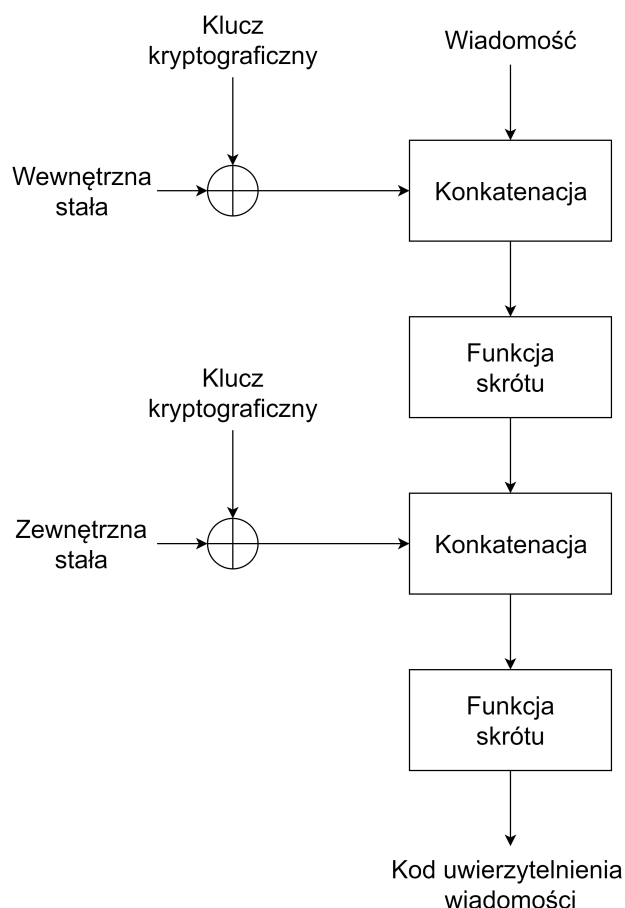 Klucz
kryptograficzny
Wiadomość
Wewnętrzna
stała
Konkatenacja
Funkcja
skrótu
Klucz
kryptograficzny
Zewnętrzna
stała
Konkatenacja
Funkcja
skrótu
Kod uwierzytelnienia
wiadomości